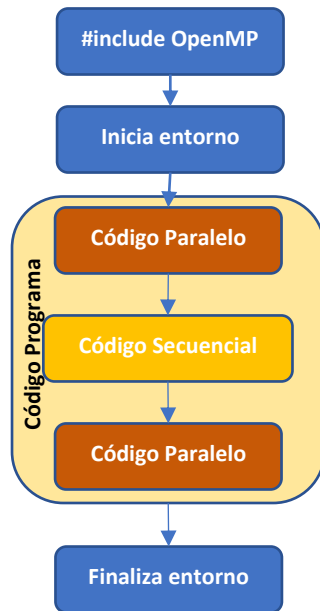 #include OpenMP
Inicia entorno
Código Programa
Código Paralelo
Código Secuencial
Código Paralelo
Finaliza entorno